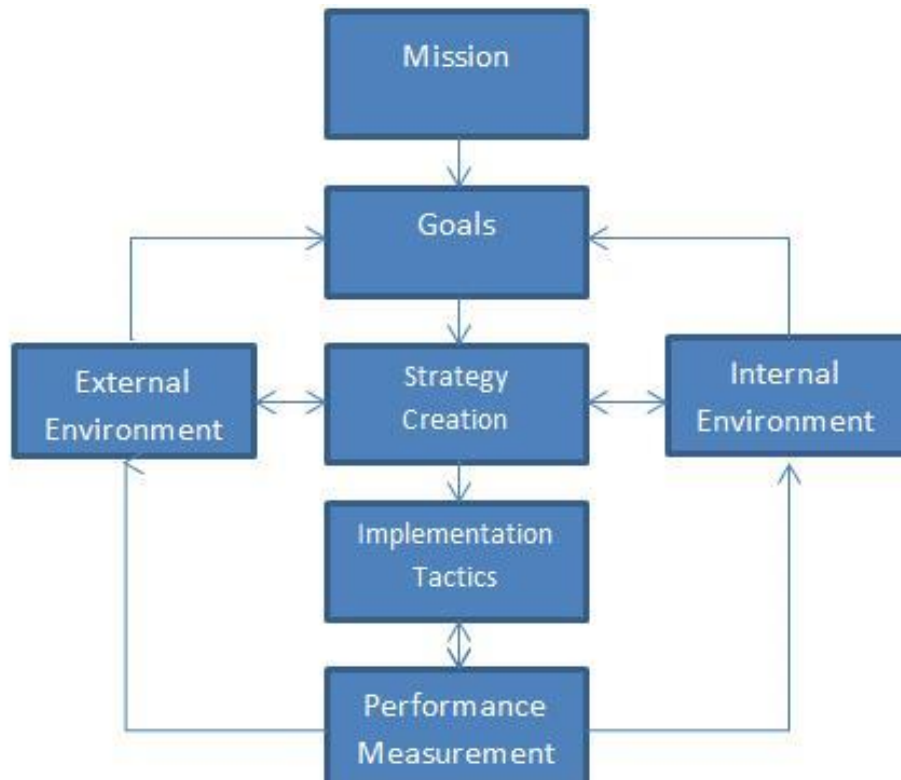 Mission
Goals
External
Environment
Strategy
Creation
Internal
Environment
Implementation
Tactics
Performance
Measurement